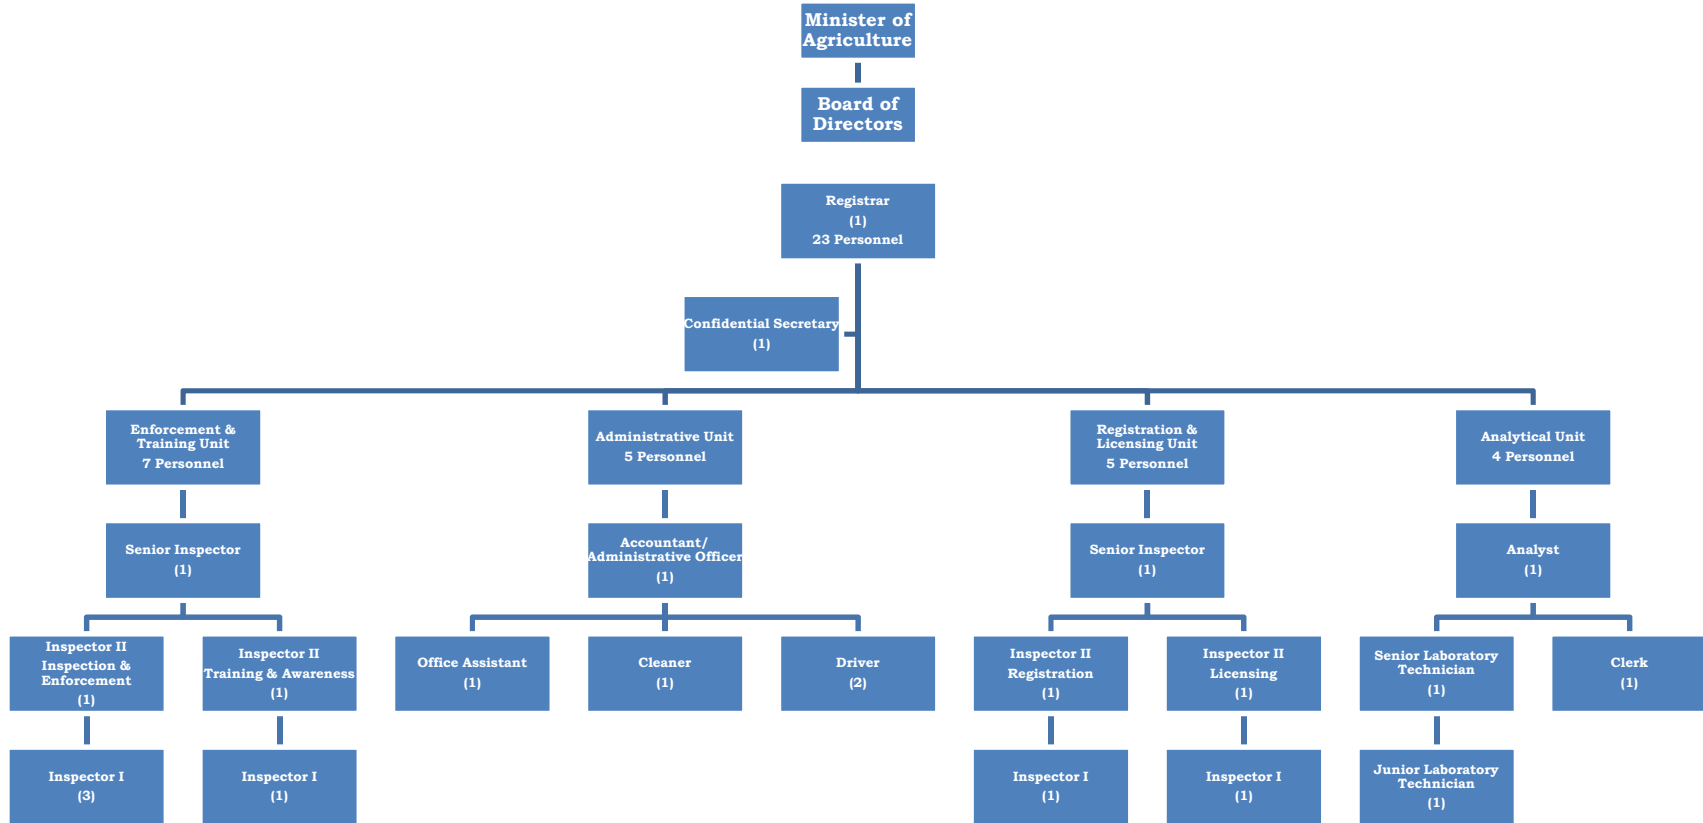 Minister of
Agriculture
Board of
Directors
Registrar
(1)
23 Personnel
Confidential Secretary
(1)
Enforcement &
Training Unit
7 Personnel
Administrative Unit
5 Personnel
Registration &
Licensing Unit
5 Personnel
Analytical Unit
4 Personnel
Senior Inspector
(1)
Accountant/
Administrative Officer
(1)
Senior Inspector
(1)
Analyst
(1)
Inspector II
Inspection &
Enforcement
(1)
Inspector II
Training & Awareness
(1)
Office Assistant
(1)
Cleaner
(1)
Driver
(2)
Inspector II
Registration
(1)
Inspector II
Licensing
(1)
Senior Laboratory
Technician
(1)
Clerk
(1)
Inspector I
(3)
Inspector I
(1)
Inspector I
(1)
Inspector I
(1)
Junior Laboratory
Technician
(1)